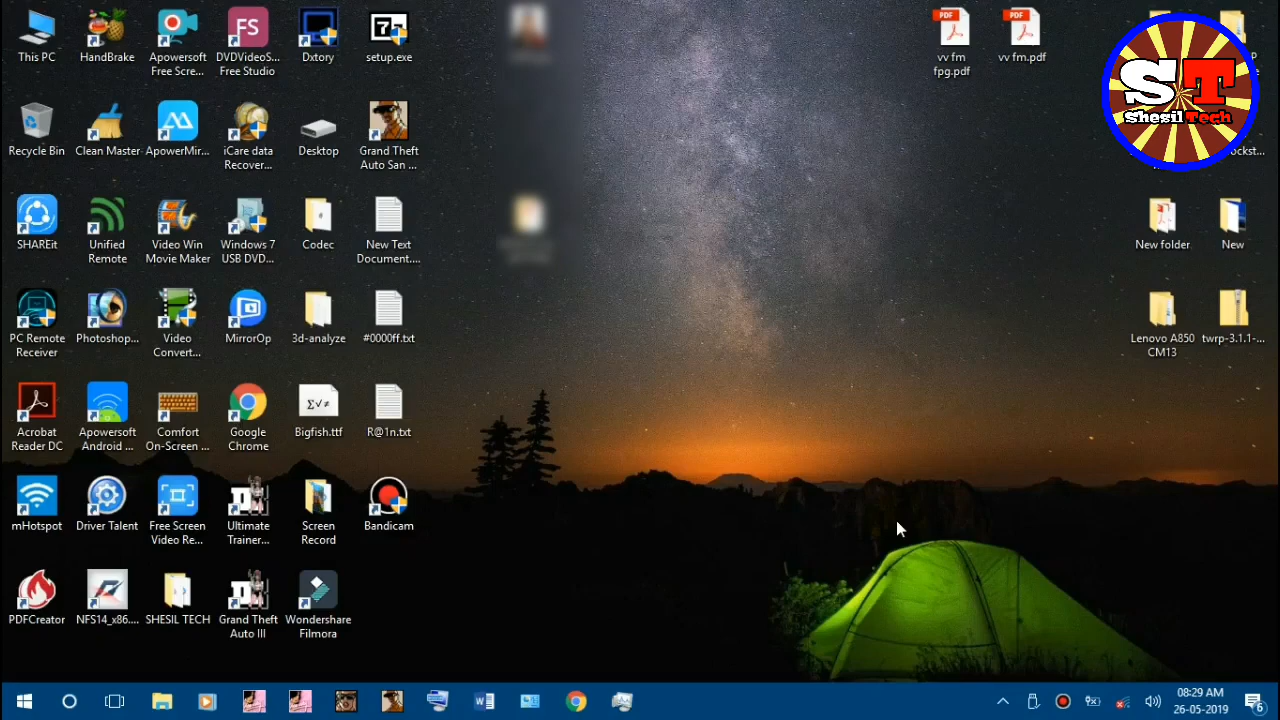 This PC
HandBrake
Apowersoft
Free Scre...
DVDVideoS...
Free Studio
Dxtory
setup.exe
vv fm
fpg.pdf
vv fm.pdf
ST
Shesil Tech
Recycle Bin
Clean Master
ApowerMir...
iCare data
Recover...
Desktop
Grand Theft
Auto San ...
SHAREit
Unified
Remote
Video Win
Movie Maker
Windows 7
USB DVD...
Codec
New Text
Document....
New folder
New
PC Remote
Receiver
Photoshop...
Video
Convert...
MirrorOp
3d-analyze
#0000ff.txt
Lenovo A850
CM13
twrp-3.1.1-...
Acrobat
Reader DC
Apowersoft
Android ...
Comfort
On-Screen ...
Google
Chrome
Bigfish.ttf
R@1n.txt
mHotspot
Driver Talent
Free Screen
Video Re...
Ultimate
Trainer...
Screen
Record
Bandicam
PDFCreator
NFS14_x86....
SHESIL TECH
Grand Theft
Auto III
Wondershare
Filmora
08:29 AM
26-05-2019
6